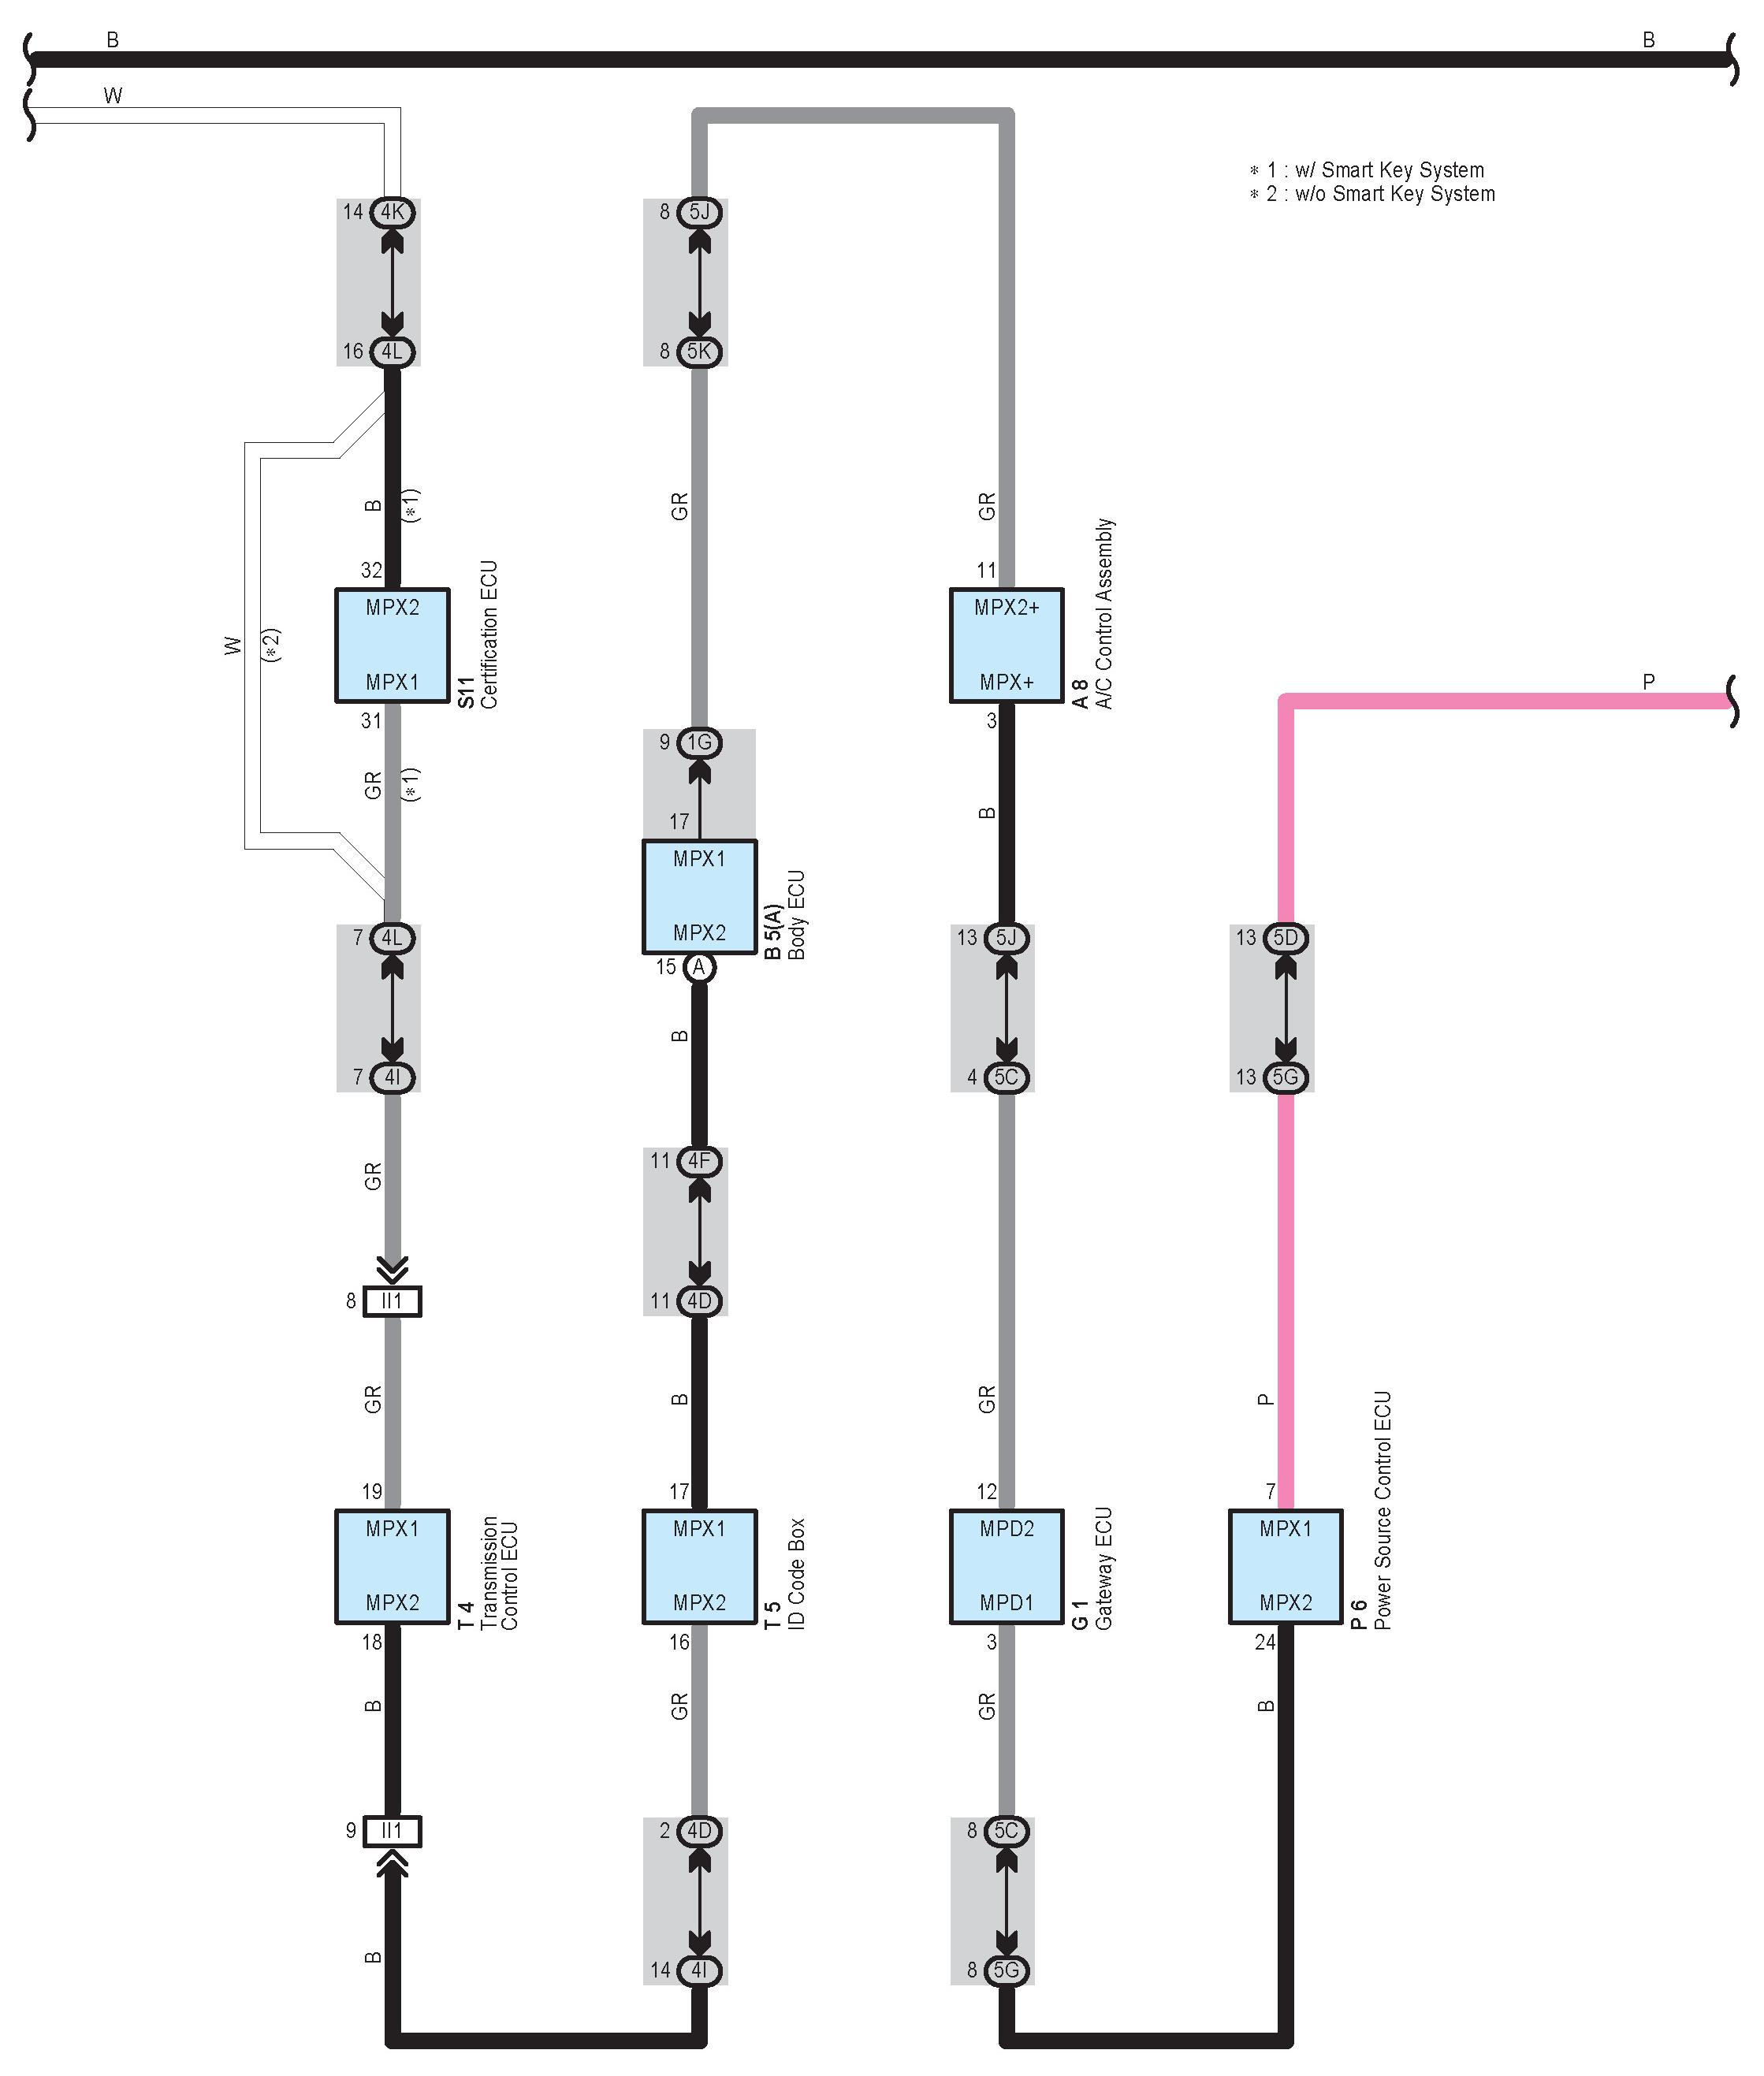 B
B
W
* 1 : w/ Smart Key System
* 2 : w/o Smart Key System
14 4K
16 4L
B
(*1)
32
MPX2
MPX1
S11
Certification ECU
31
W
(*2)
GR
(*1)
7 4L
7 4I
GR
8 II1
GR
19
MPX1
MPX2
T 4
Transmission
Control ECU
18
B
9 II1
B
8 5J
8 5K
GR
9 1G
17
MPX1
MPX2
B 5(A)
Body ECU
15 A
B
11 4F
11 4D
B
17
MPX1
MPX2
T 5
ID Code Box
16
GR
2 4D
14 4I
GR
11
MPX2+
MPX+
A 8
A/C Control Assembly
3
B
13 5J
4 5C
GR
12
MPD2
MPD1
G 1
Gateway ECU
3
GR
8 5C
8 5G
P
13 5D
13 5G
P
7
MPX1
MPX2
P 6
Power Source Control ECU
24
B